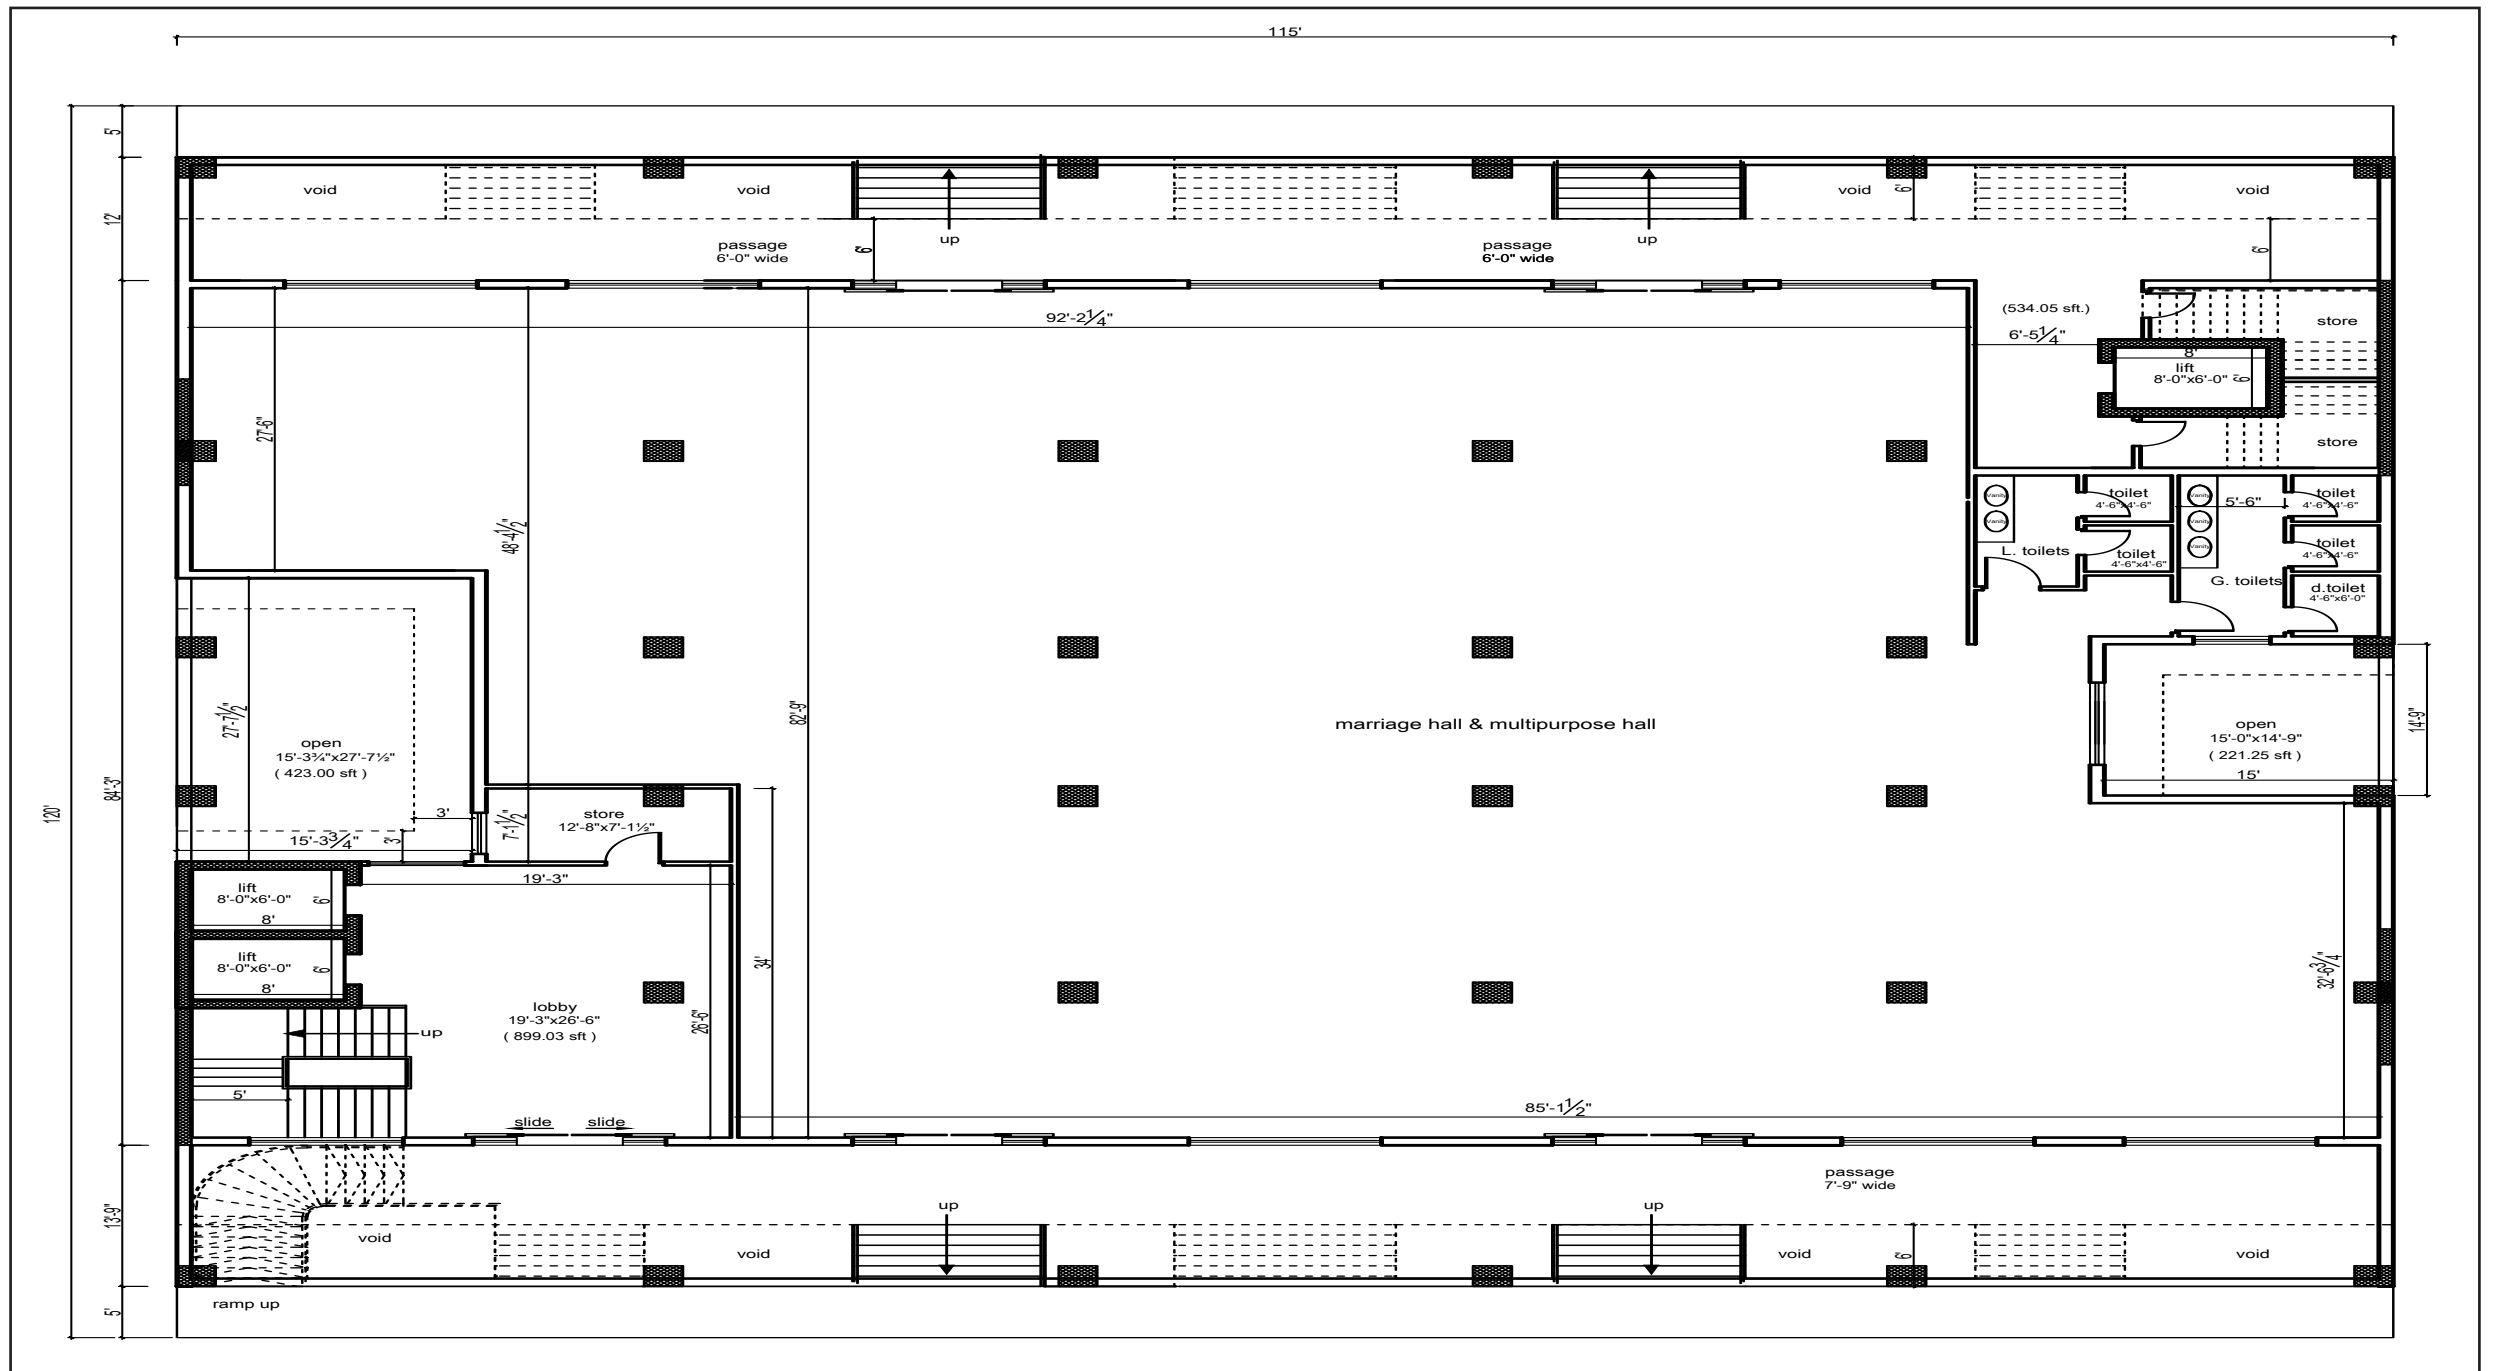 115'
5'
void
void
void
6'
void
12'
up
up
passage
6'-0" wide
6'
passage
6'-0" wide
6'
92'-2¼"
(534.05 sft.)
6'-5¼"
store
8'
lift
8'-0"x6'-0"
6'
27'-6"
store
48'-4½"
Vanity
Vanity
toilet
4'-6"x4'-6"
Vanity
Vanity
Vanity
5'-6"
toilet
4'-6"x4'-6"
L. toilets
toilet
4'-6"x4'-6"
toilet
4'-6"x4'-6"
G. toilets
d.toilet
4'-6"x6'-0"
27'-7½"
82'-9"
marriage hall & multipurpose hall
open
15'-3¾"x27'-7½"
( 423.00 sft )
open
15'-0"x14'-9"
( 221.25 sft )
15'
14'-9"
120'
84'-3"
3'
15'-3¾"
3'
7'-1½"
store
12'-8"x7'-1½"
19'-3"
lift
8'-0"x6'-0"
6'
8'
lift
8'-0"x6'-0"
6'
8'
34'
32'-6¾"
lobby
19'-3"x26'-6"
( 899.03 sft )
26'-6"
up
5'
slide
slide
85'-1½"
passage
7'-9" wide
13'-9"
up
up
void
void
void
6'
void
ramp up
5'